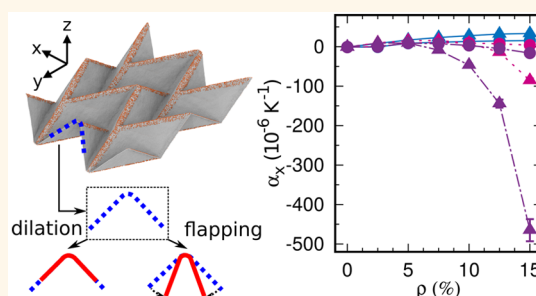 z
x
y
dilation
flapping
0
-100
-200
-300
-400
-500
αx (10⁻⁶ K⁻¹)
0 5 10 15
ρ (%)